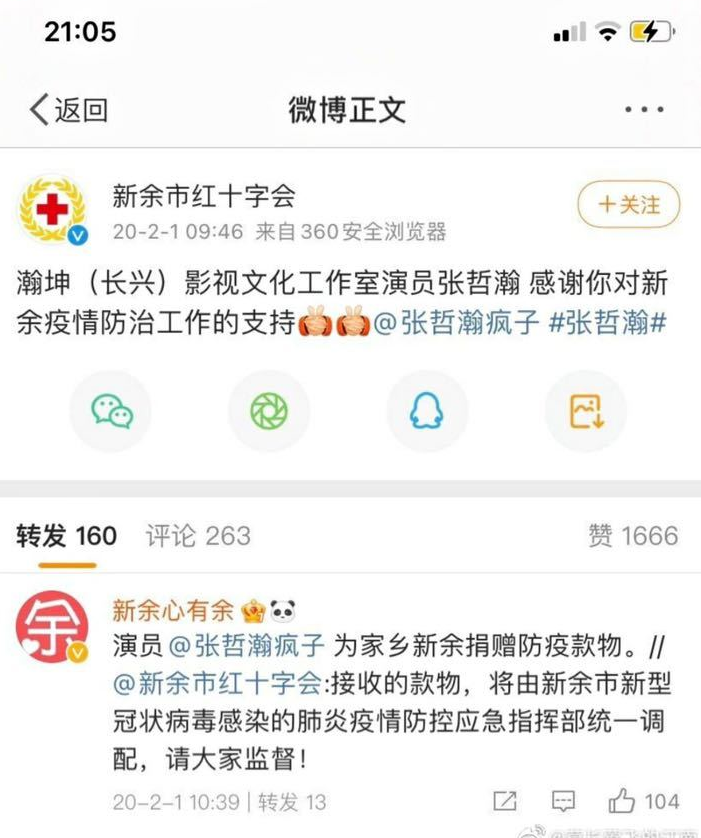 21:05
返回
微博正文
新余市红十字会
20-2-1 09:46 来自360安全浏览器
+关注
瀚坤（长兴）影视文化工作室演员张哲瀚 感谢你对新
余疫情防治工作的支持@张哲瀚疯子 #张哲瀚#
转发 160 评论 263 赞 1666
余
新余心有余
演员@张哲瀚疯子 为家乡新余捐赠防疫款物。//
@新余市红十字会:接收的款物，将由新余市新型
冠状病毒感染的肺炎疫情防控应急指挥部统一调
配，请大家监督！
20-2-1 10:39 | 转发 13 104